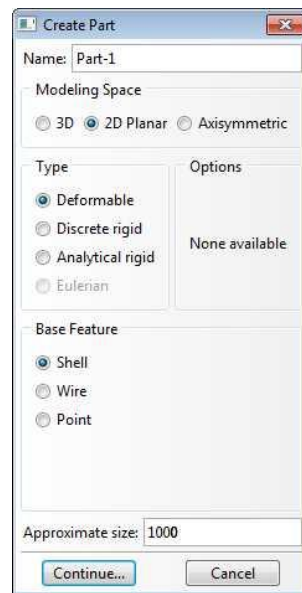 Create Part
Name: Part-1
Modeling Space
3D 2D Planar Axisymmetric
Type
Deformable
Discrete rigid
Analytical rigid
Eulerian
Options
None available
Base Feature
Shell
Wire
Point
Approximate size: 1000
Continue... Cancel